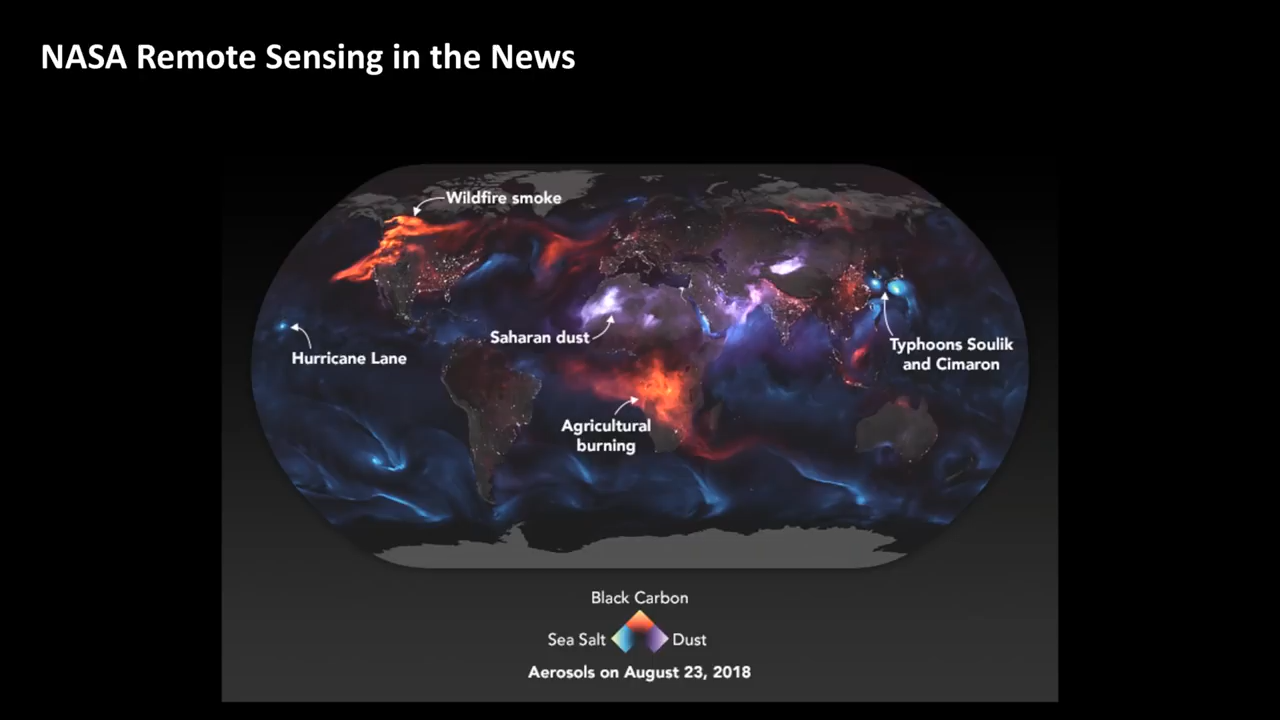 NASA Remote Sensing in the News
Wildfire smoke
Saharan dust
Hurricane Lane
Typhoons Soulik
and Cimaron
Agricultural
burning
Black Carbon
Sea Salt
Dust
Aerosols on August 23, 2018